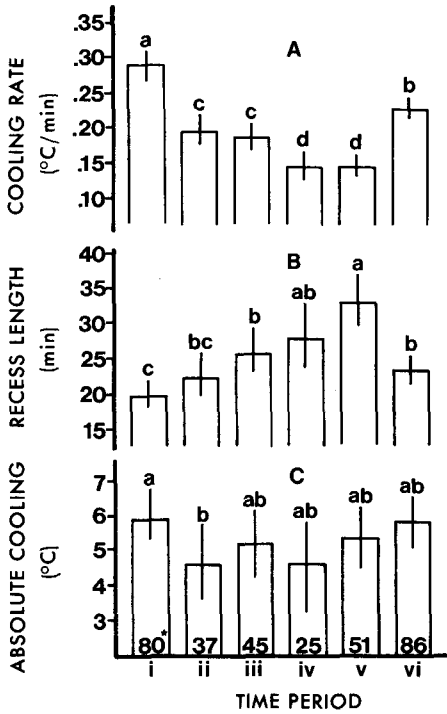 COOLING RATE
(°C/min)
.35
.30
.25
.20
.15
.10
A
a
c
c
d
d
b
RECESS LENGTH
(min)
40
35
30
25
20
15
B
c
bc
b
ab
a
b
ABSOLUTE COOLING
(°C)
7
6
5
4
3
C
a
b
ab
ab
ab
ab
80* 37 45 25 51 86
i ii iii iv v vi
TIME PERIOD